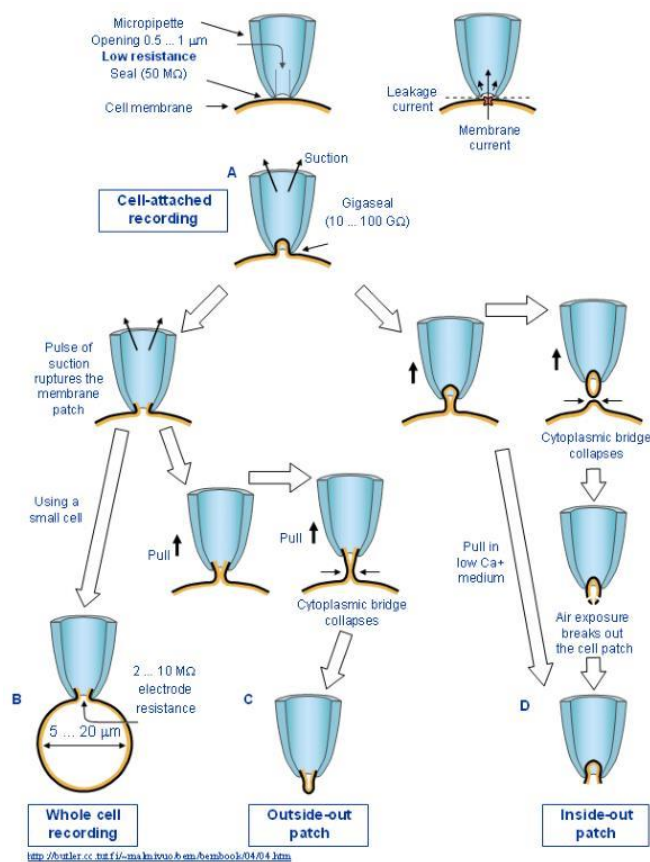 Micropipette
Opening 0.5 ... 1 μm
Low resistance
Seal (50 MΩ)
Cell membrane
Leakage
current
Membrane
current
A
Suction
Cell-attached
recording
Gigaseal
(10 ... 100 GΩ)
Pulse of
suction
ruptures the
membrane
patch
Cytoplasmic bridge
collapses
Using a
small cell
Pull
Pull
Cytoplasmic bridge
collapses
Pull in
low Ca+
medium
Air exposure
breaks out
the cell patch
B
2 ... 10 MΩ
electrode
resistance
5 ... 20 μm
C
D
Whole cell
recording
Outside-out
patch
Inside-out
patch
http://butler.cc.tut.fi/~malmivuo/bem/bembook/04/04.htm